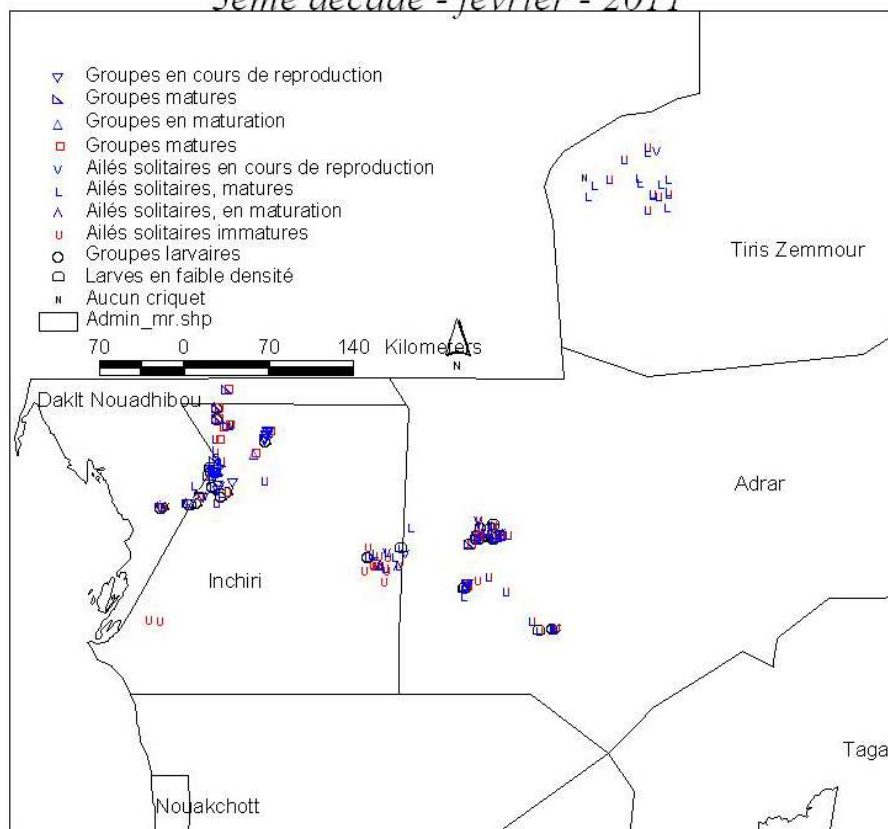 3ème décade - février - 2011
Groupes en cours de reproduction
Groupes matures
Groupes en maturation
Groupes matures
Ailés solitaires en cours de reproduction
Ailés solitaires, matures
Ailés solitaires, en maturation
Ailés solitaires immatures
Groupes larvaires
Larves en faible densité
N Aucun criquet
Admin_mr.shp
70 0 70 140 Kilometers
N
Tiris Zemmour
Daklt Nouadhibou
Adrar
Inchiri
Taga
Nouakchott